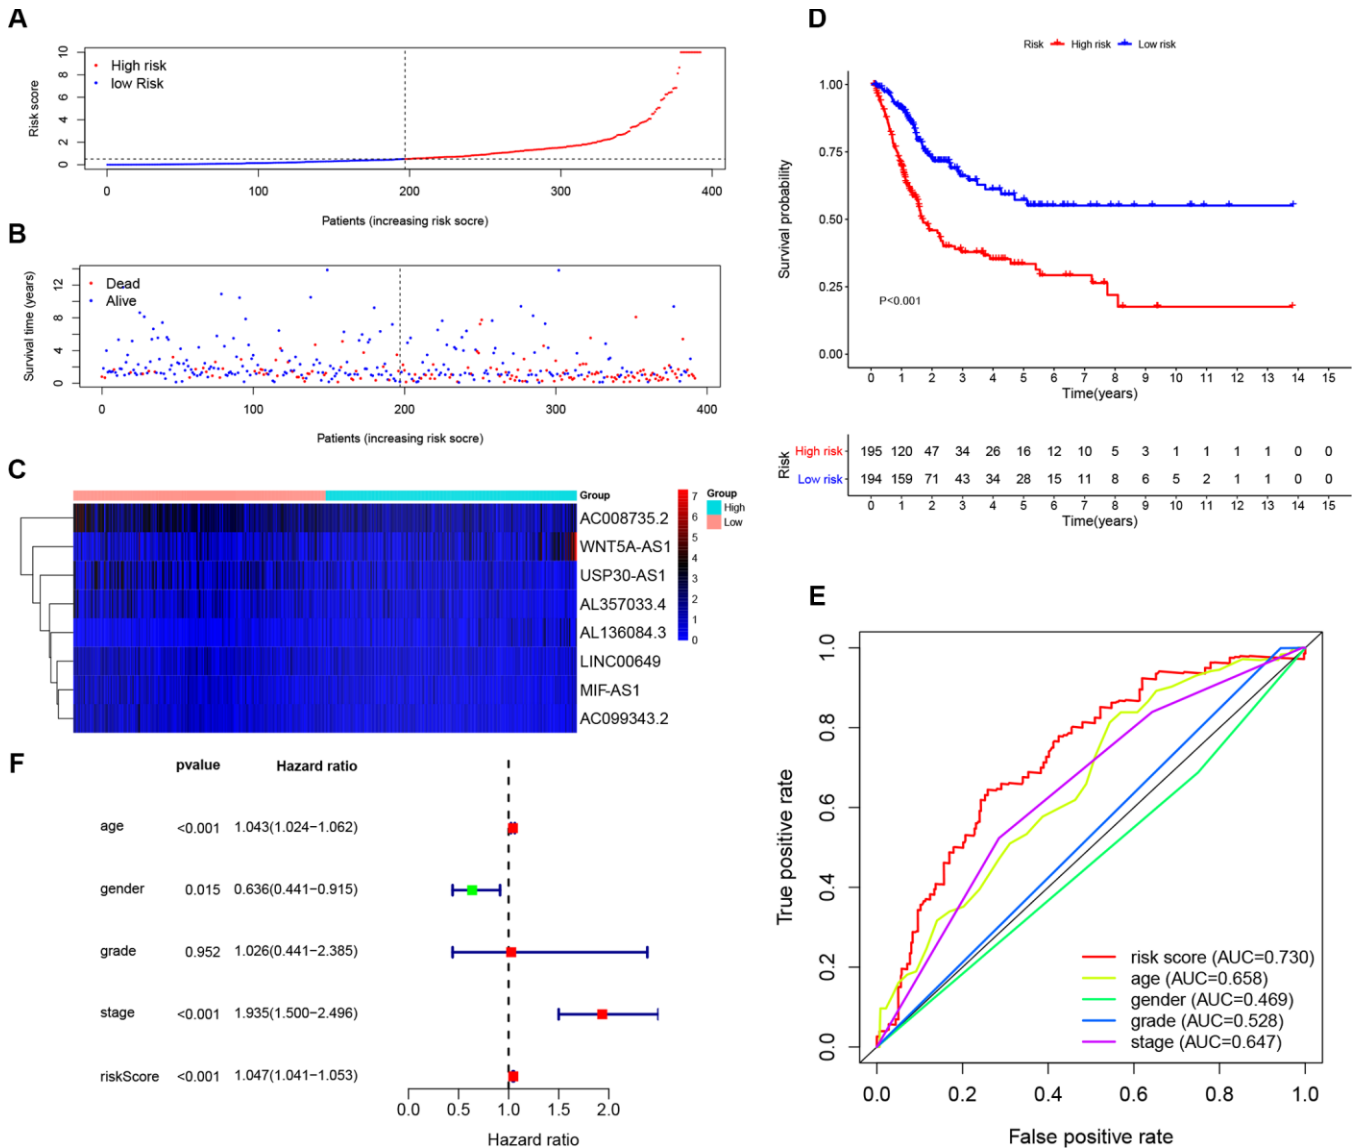 A
10
8
6
4
2
0
Risk score
High risk
low Risk
0 100 200 300 400
Patients (increasing risk socre)
B
12
8
4
0
Survival time (years)
Dead
Alive
0 100 200 300 400
Patients (increasing risk socre)
C
Group
AC008735.2
WNT5A-AS1
USP30-AS1
AL357033.4
AL136084.3
LINC00649
MIF-AS1
AC099343.2
7
6
5
4
3
2
1
0
Group
High
Low
D
Risk High risk Low risk
1.00
0.75
0.50
0.25
0.00
Survival probability
P<0.001
0 1 2 3 4 5 6 7 8 9 10 11 12 13 14 15
Time(years)
Risk
High risk 195 120 47 34 26 16 12 10 5 3 1 1 1 1 0 0
Low risk 194 159 71 43 34 28 15 11 8 6 5 2 1 1 0 0
0 1 2 3 4 5 6 7 8 9 10 11 12 13 14 15
Time(years)
E
1.0
0.8
0.6
0.4
0.2
0.0
True positive rate
risk score (AUC=0.730)
age (AUC=0.658)
gender (AUC=0.469)
grade (AUC=0.528)
stage (AUC=0.647)
0.0 0.2 0.4 0.6 0.8 1.0
False positive rate
F
pvalue Hazard ratio
age <0.001 1.043(1.024−1.062)
gender 0.015 0.636(0.441−0.915)
grade 0.952 1.026(0.441−2.385)
stage <0.001 1.935(1.500−2.496)
riskScore <0.001 1.047(1.041−1.053)
0.0 0.5 1.0 1.5 2.0
Hazard ratio